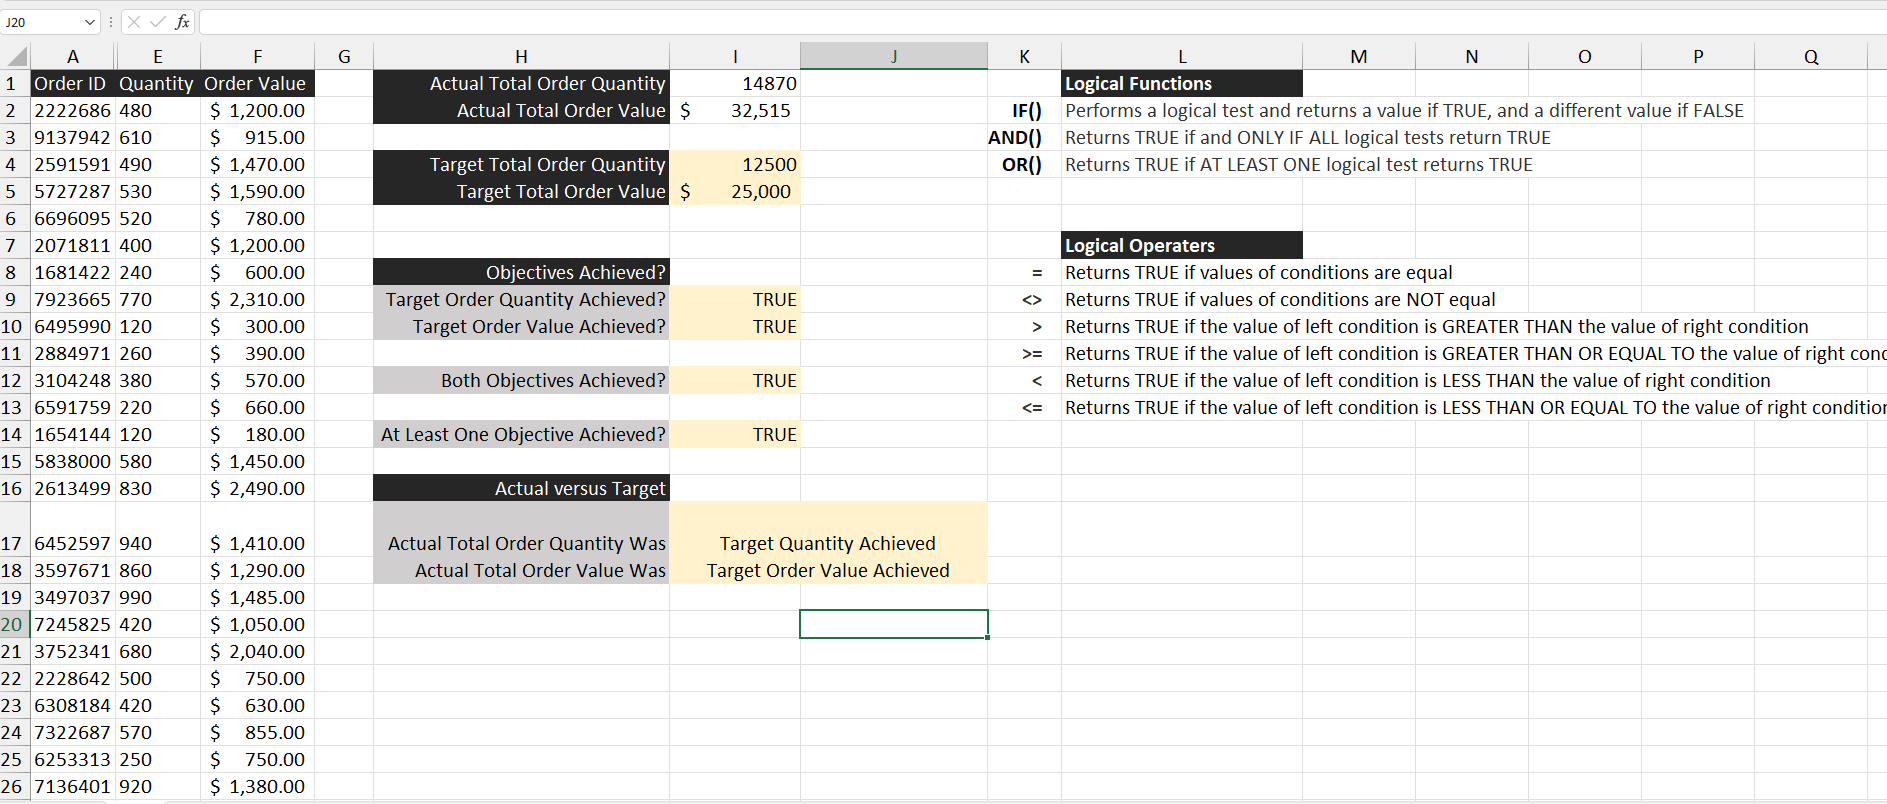 J20 fx
A E F G H I J K L M N O P Q
1 Order ID Quantity Order Value Actual Total Order Quantity 14870 Logical Functions
2 2222686 480 $ 1,200.00 Actual Total Order Value $ 32,515 IF() Performs a logical test and returns a value if TRUE, and a different value if FALSE
3 9137942 610 $ 915.00 AND() Returns TRUE if and ONLY IF ALL logical tests return TRUE
4 2591591 490 $ 1,470.00 Target Total Order Quantity 12500 OR() Returns TRUE if AT LEAST ONE logical test returns TRUE
5 5727287 530 $ 1,590.00 Target Total Order Value $ 25,000
6 6696095 520 $ 780.00
7 2071811 400 $ 1,200.00 Logical Operaters
8 1681422 240 $ 600.00 Objectives Achieved? = Returns TRUE if values of conditions are equal
9 7923665 770 $ 2,310.00 Target Order Quantity Achieved? TRUE <> Returns TRUE if values of conditions are NOT equal
10 6495990 120 $ 300.00 Target Order Value Achieved? TRUE > Returns TRUE if the value of left condition is GREATER THAN the value of right condition
11 2884971 260 $ 390.00 >= Returns TRUE if the value of left condition is GREATER THAN OR EQUAL TO the value of right conc
12 3104248 380 $ 570.00 Both Objectives Achieved? TRUE < Returns TRUE if the value of left condition is LESS THAN the value of right condition
13 6591759 220 $ 660.00 <= Returns TRUE if the value of left condition is LESS THAN OR EQUAL TO the value of right condition
14 1654144 120 $ 180.00 At Least One Objective Achieved? TRUE
15 5838000 580 $ 1,450.00
16 2613499 830 $ 2,490.00 Actual versus Target
17 6452597 940 $ 1,410.00 Actual Total Order Quantity Was Target Quantity Achieved
18 3597671 860 $ 1,290.00 Actual Total Order Value Was Target Order Value Achieved
19 3497037 990 $ 1,485.00
20 7245825 420 $ 1,050.00
21 3752341 680 $ 2,040.00
22 2228642 500 $ 750.00
23 6308184 420 $ 630.00
24 7322687 570 $ 855.00
25 6253313 250 $ 750.00
26 7136401 920 $ 1,380.00